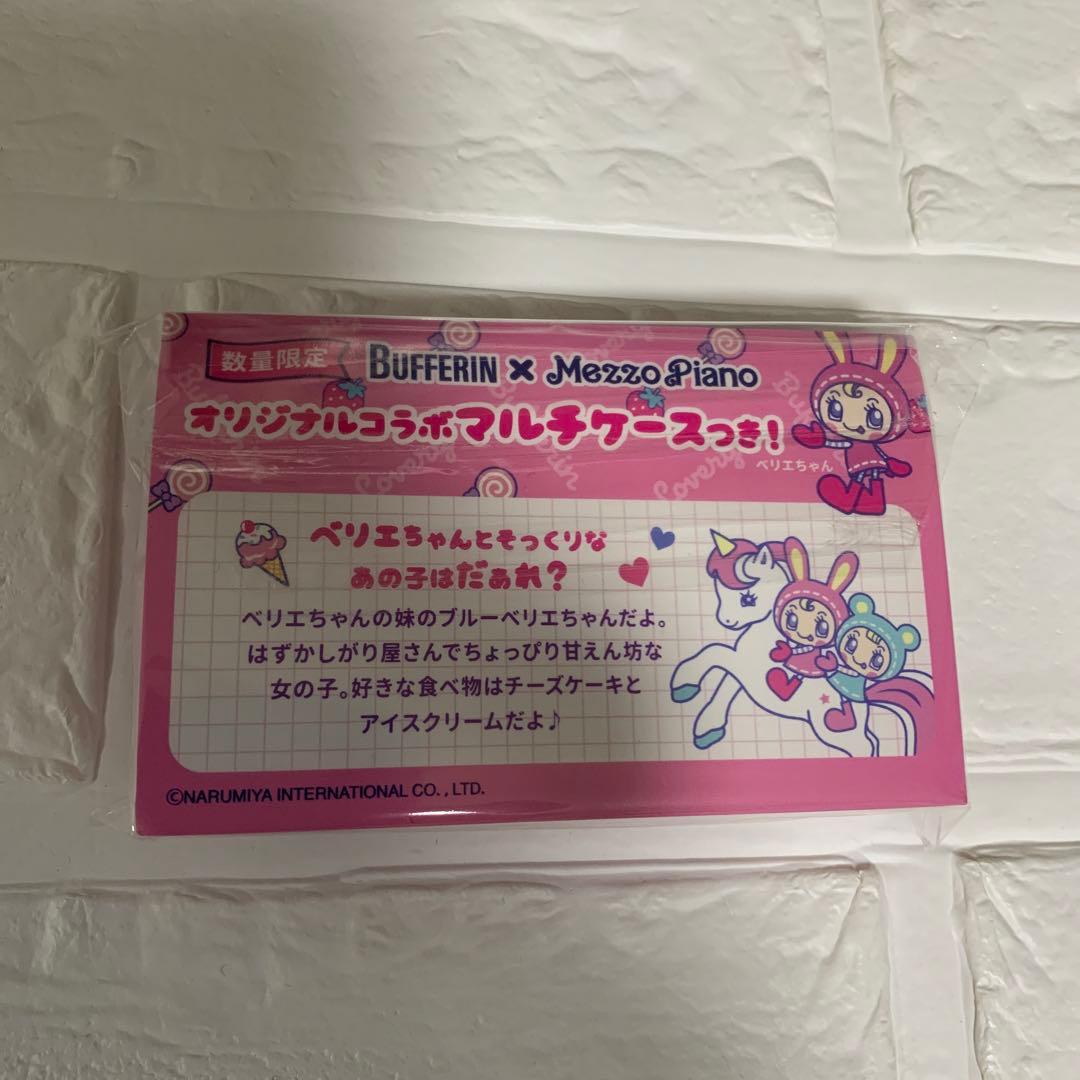 数量限定 BUFFERIN × Mezzo Piano
オリジナルコラボマルチケースつき!
ベリエちゃん
ベリエちゃんとそっくりな
あの子はだぁれ?
ベリエちゃんの妹のブルーベリエちゃんだよ。
はずかしがり屋さんでちょっぴり甘えん坊な
女の子。好きな食べ物はチーズケーキと
アイスクリームだよ♪
©NARUMIYA INTERNATIONAL CO., LTD.